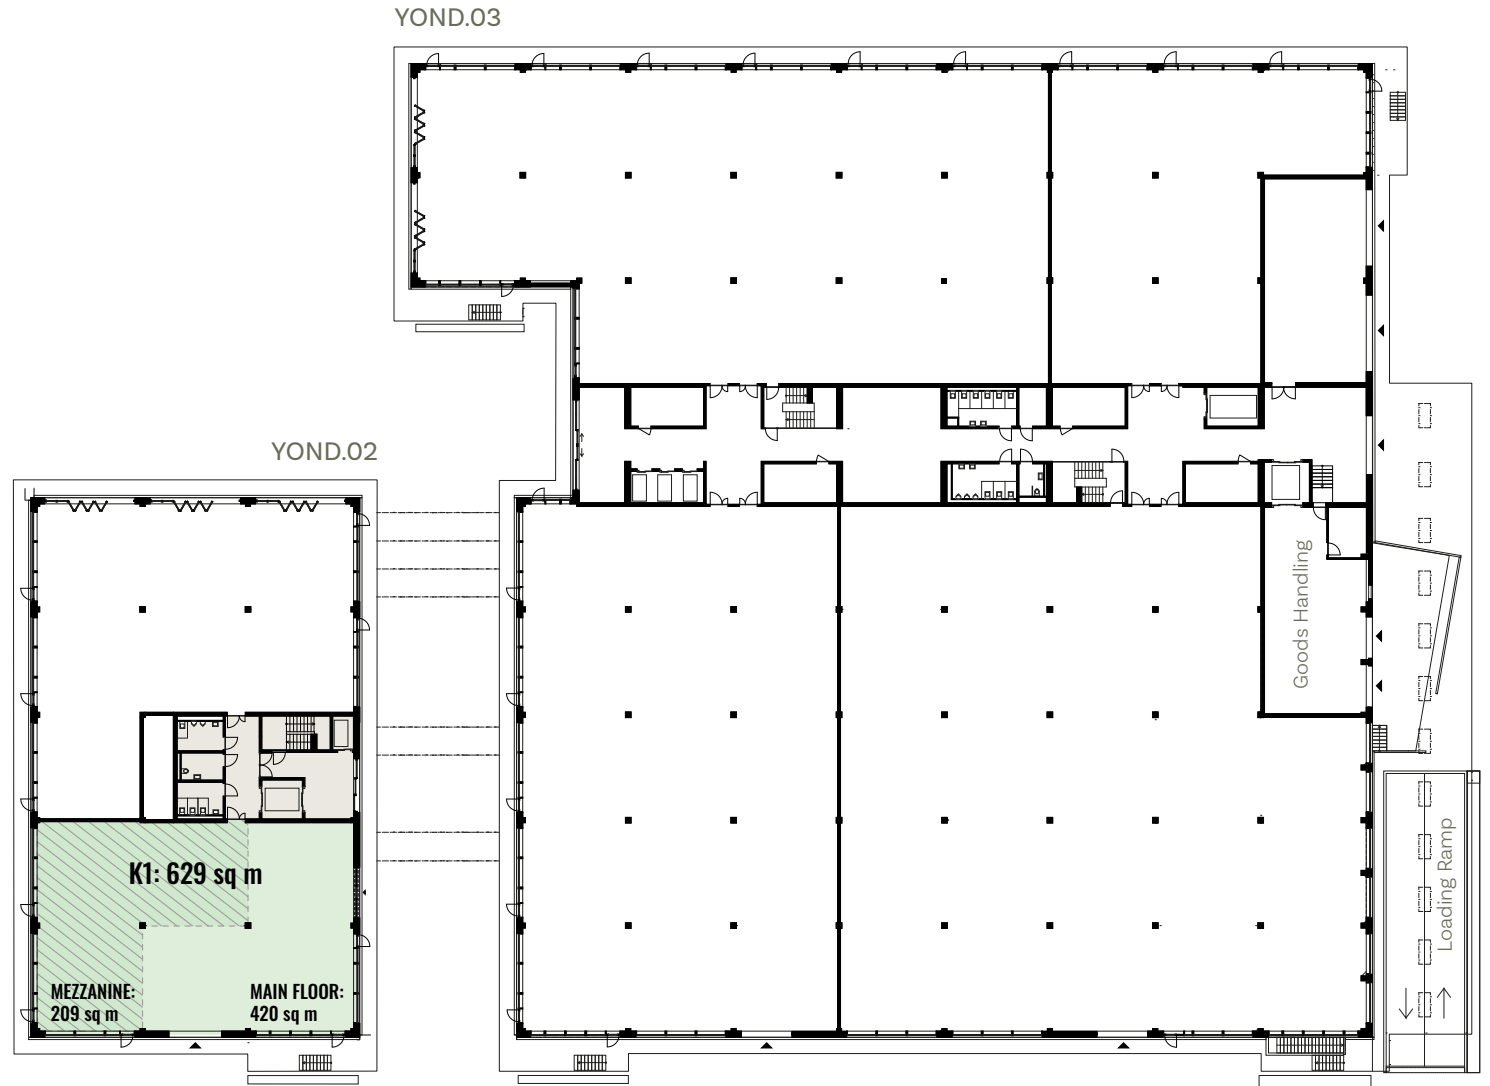 YOND.03
YOND.02
Goods Handling
Loading Ramp
K1: 629 sq m
MEZZANINE:
209 sq m
MAIN FLOOR:
420 sq m